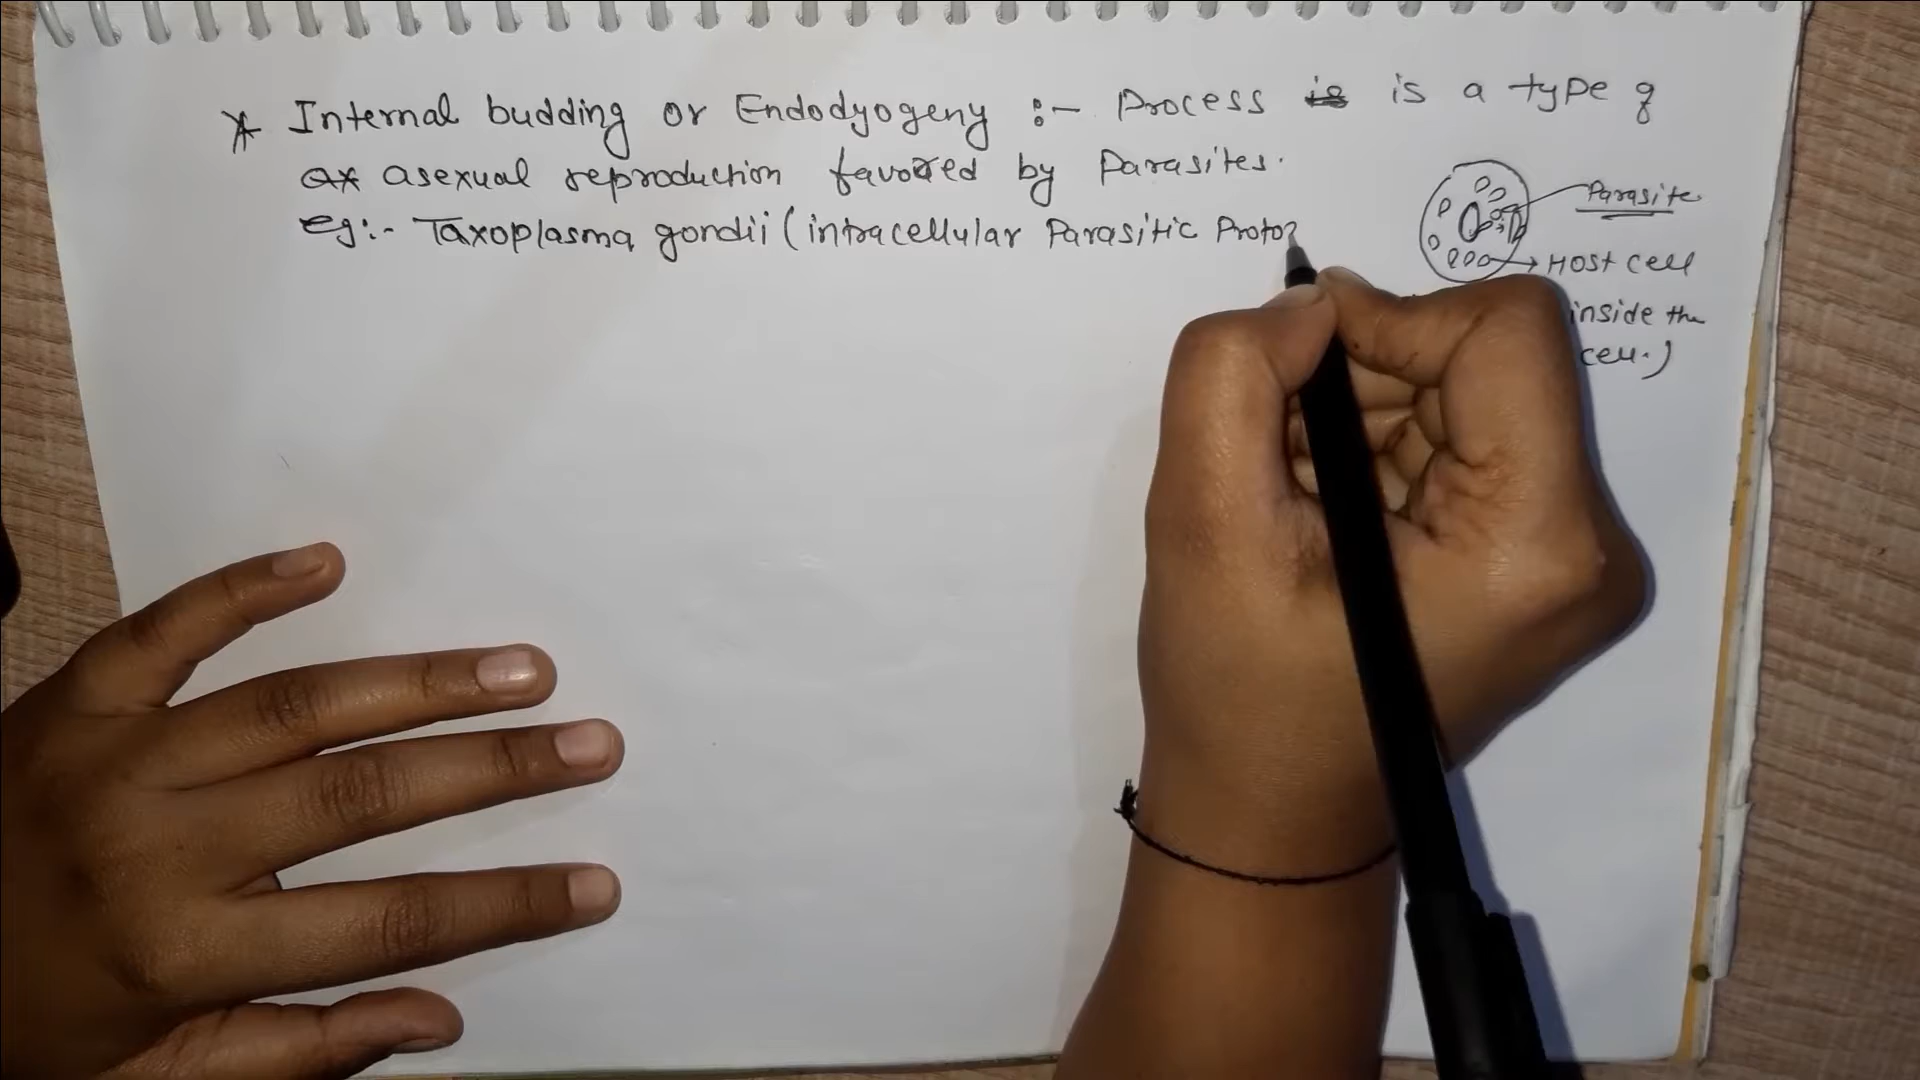 * Internal budding or Endodyogeny :- Process is is a type of
ax asexual reproduction favored by Parasites.
eg:- Taxoplasma gondii (intracellular Parasitic Protoz
Parasite
Host cell
inside the
cell.)